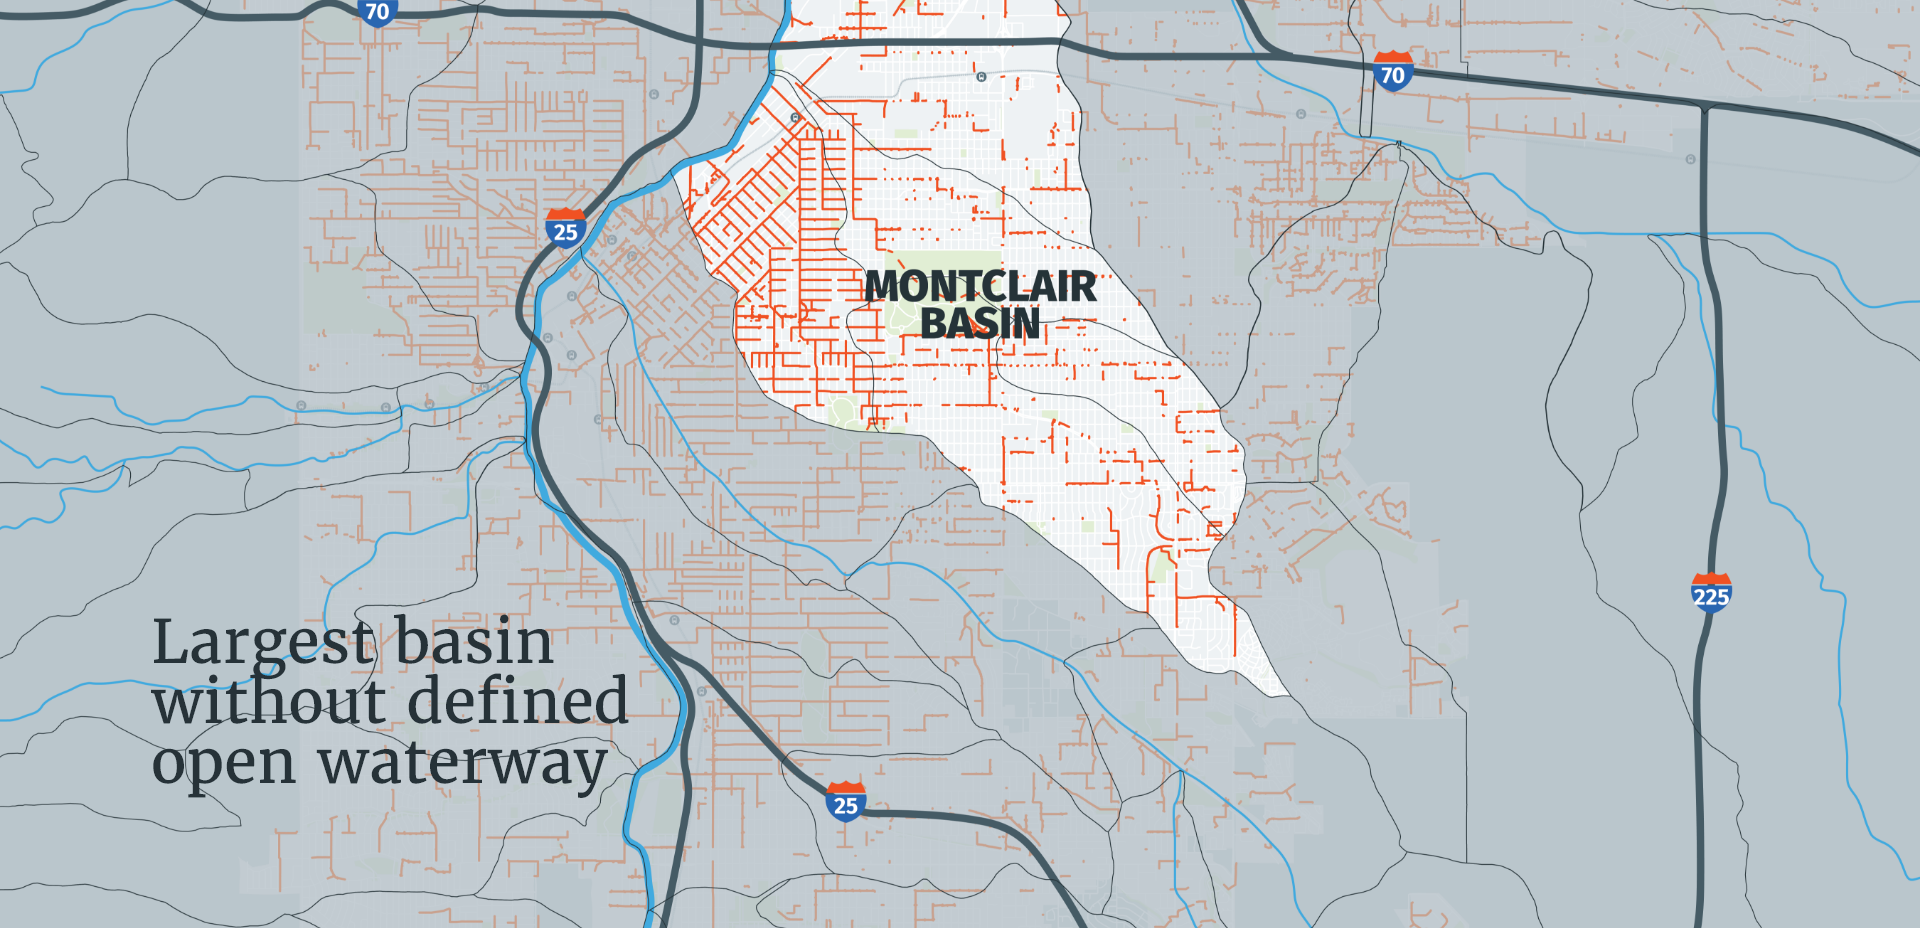 70
70
25
MONTCLAIR
BASIN
225
Largest basin
without defined
open waterway
25